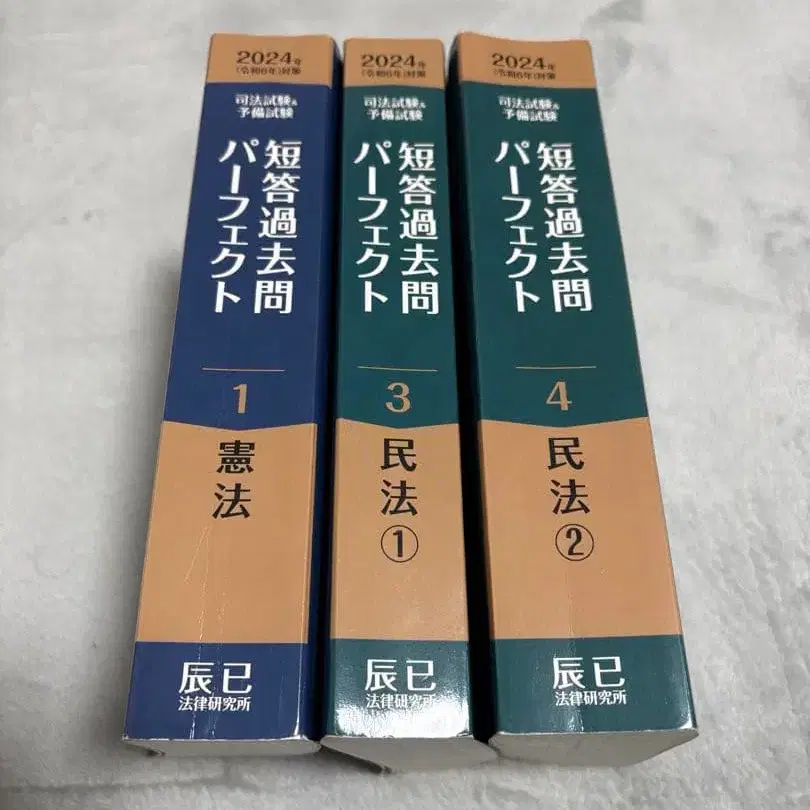 2024年
(令和6年)対策
司法試験&
予備試験
短答過去問
パーフェクト
1
憲法
辰已
法律研究所
2024年
(令和6年)対策
司法試験&
予備試験
短答過去問
パーフェクト
3
民法①
辰已
法律研究所
2024年
(令和6年)対策
司法試験&
予備試験
短答過去問
パーフェクト
4
民法②
辰已
法律研究所